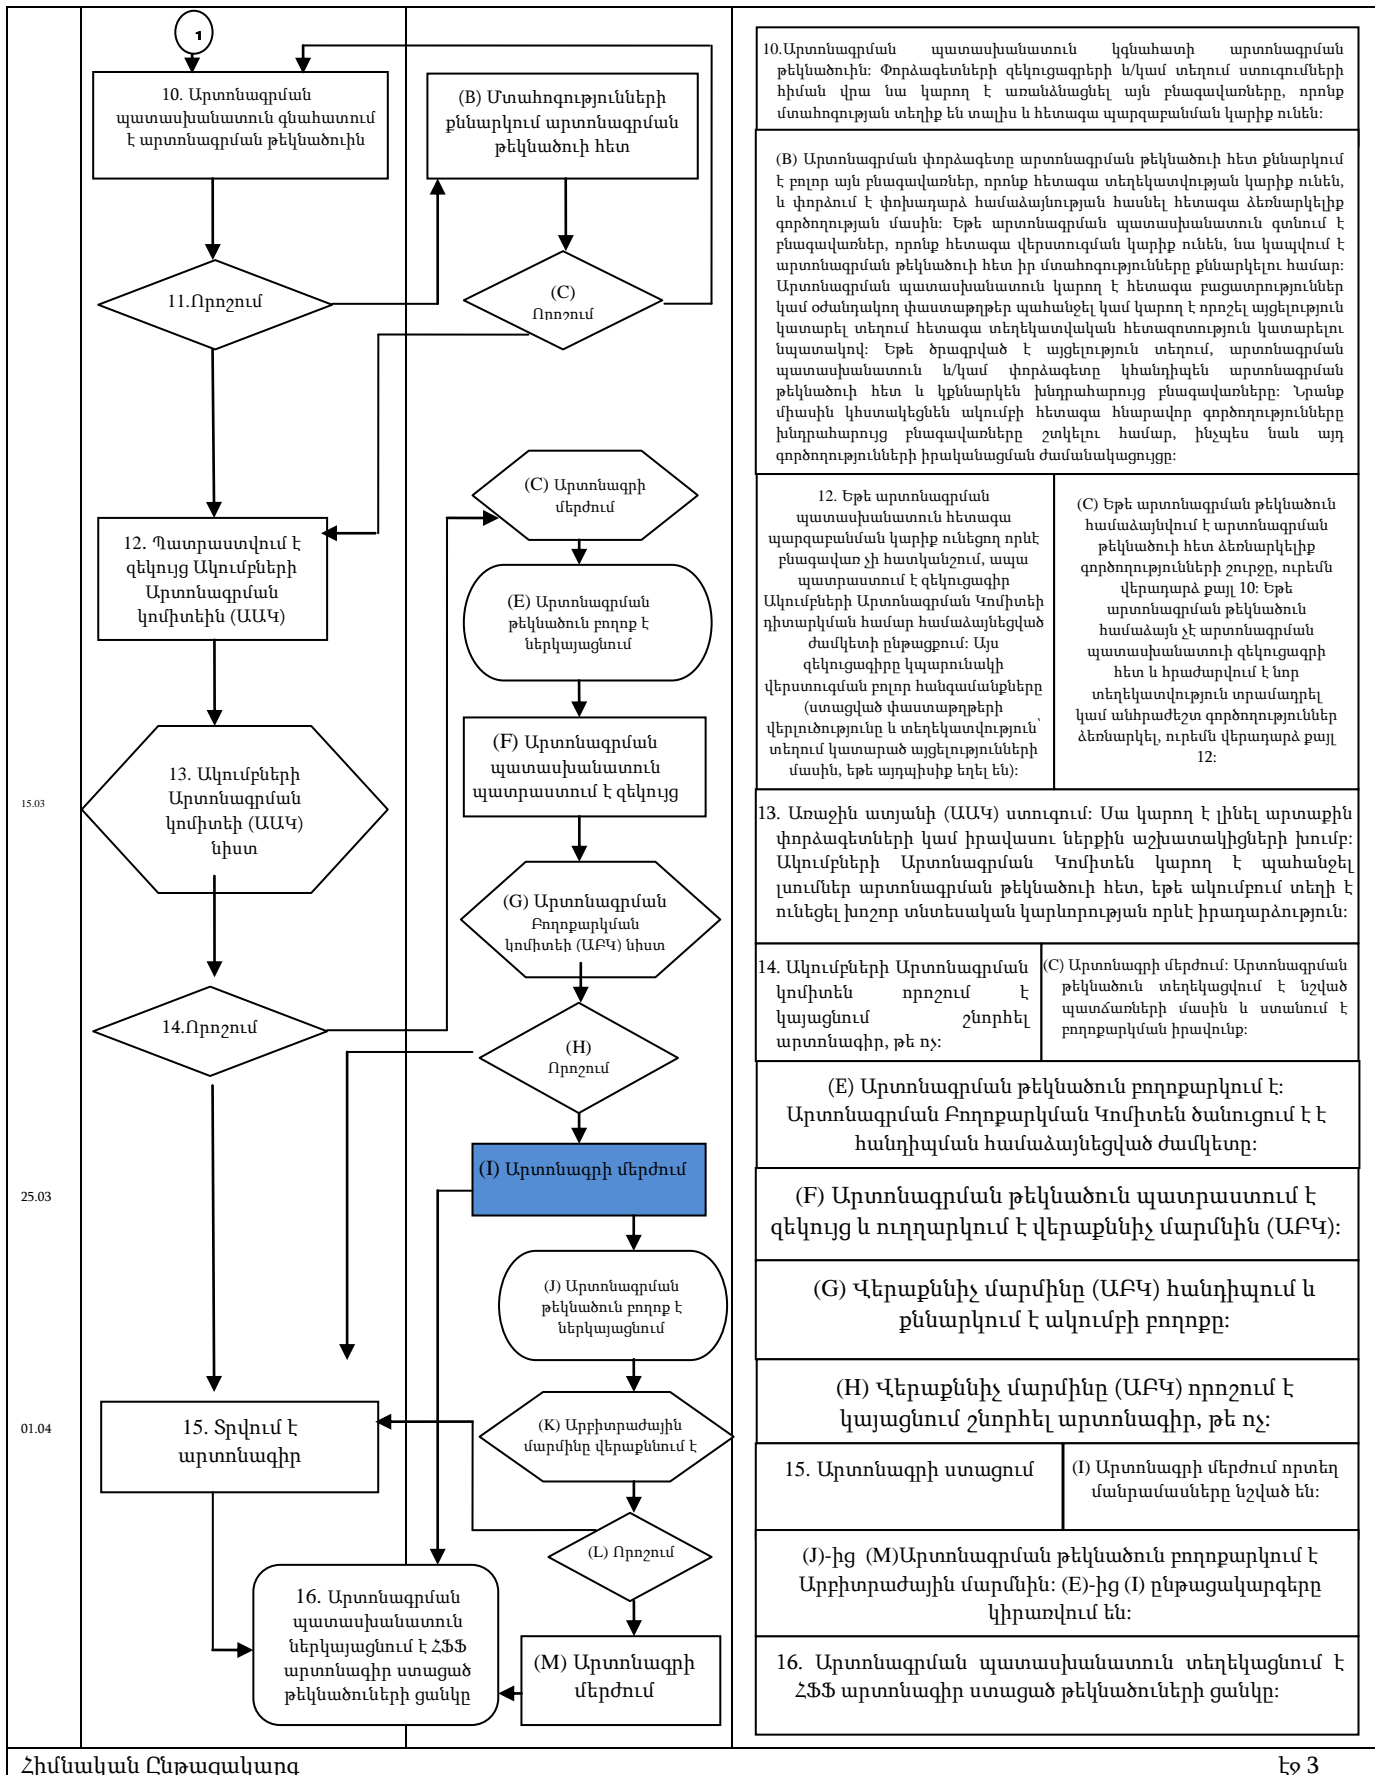 1
10. Արտոնագրման
պատասխանատուն գնահատում
է արտոնագրման թեկնածուին
(B) Մտահոգությունների
քննարկում արտոնագրման
թեկնածուի հետ
11.Որոշում
(C)
Որոշում
(C) Արտոնագրի
մերժում
12. Պատրաստվում է
զեկույց Ակումբների
Արտոնագրման
կոմիտեին (ԱԱԿ)
(E) Արտոնագրման
թեկնածուն բողոք է
ներկայացնում
(F) Արտոնագրման
պատասխանատուն
պատրաստում է զեկույց
15.03
13. Ակումբների
Արտոնագրման
կոմիտեի (ԱԱԿ)
նիստ
(G) Արտոնագրման
Բողոքարկման
կոմիտեի (ԱԲԿ) նիստ
14.Որոշում
(H)
Որոշում
25.03
(I) Արտոնագրի մերժում
(J) Արտոնագրման
թեկնածուն բողոք է
ներկայացնում
01.04
15. Տրվում է
արտոնագիր
(K) Արբիտրաժային
մարմինը վերաքննում է
(L) Որոշում
16. Արտոնագրման
պատասխանատուն
ներկայացնում է ՀՖՖ
արտոնագիր ստացած
թեկնածուների ցանկը
(M) Արտոնագրի
մերժում
10.Արտոնագրման պատասխանատուն կգնահատի արտոնագրման
թեկնածուին: Փորձագետների զեկուցագրերի և/կամ տեղում ստուգումների
հիման վրա նա կարող է առանձնացնել այն բնագավառները, որոնք
մտահոգության տեղիք են տալիս և հետագա պարզաբանման կարիք ունեն:
(B) Արտոնագրման փորձագետը արտոնագրման թեկնածուի հետ քննարկում
է բոլոր այն բնագավառներ, որոնք հետագա տեղեկատվության կարիք ունեն,
և փորձում է փոխադարձ համաձայնության հասնել հետագա ձեռնարկելիք
գործողության մասին: Եթե արտոնագրման պատասխանատուն գտնում է
բնագավառներ, որոնք հետագա վերստուգման կարիք ունեն, նա կապվում է
արտոնագրման թեկնածուի հետ իր մտահոգությունները քննարկելու համար:
Արտոնագրման պատասխանատուն կարող է հետագա բացատրություններ
կամ օժանդակող փաստաթղթեր պահանջել կամ կարող է որոշել այցելություն
կատարել տեղում հետագա տեղեկատվական հետազոտություն կատարելու
նպատակով: Եթե ծրագրված է այցելություն տեղում, արտոնագրման
պատասխանատուն և/կամ փորձագետը կհանդիպեն արտոնագրման
թեկնածուի հետ և կքննարկեն խնդրահարույց բնագավառները: Նրանք
միասին կհստակեցնեն ակումբի հետագա հնարավոր գործողությունները
խնդրահարույց բնագավառները շտկելու համար, ինչպես նաև այդ
գործողությունների իրականացման ժամանակացույցը:
12. Եթե արտոնագրման
պատասխանատուն հետագա
պարզաբանման կարիք ունեցող որևէ
բնագավառ չի հատկանշում, ապա
պատրաստում է զեկուցագիր
Ակումբների Արտոնագրման Կոմիտեի
դիտարկման համար համաձայնեցված
ժամկետի ընթացքում: Այս
զեկուցագիրը կպարունակի
վերստուգման բոլոր հանգամանքները
(ստացված փաստաթղթերի
վերլուծությունը և տեղեկատվություն՝
տեղում կատարած այցելությունների
մասին, եթե այդպիսիք եղել են):
(C) Եթե արտոնագրման թեկնածուն
համաձայնվում է արտոնագրման
թեկնածուի հետ ձեռնարկելիք
գործողությունների շուրջը, ուրեմն
վերադարձ քայլ 10: Եթե
արտոնագրման թեկնածուն
համաձայն չէ արտոնագրման
պատասխանատուի զեկուցագրի
հետ և հրաժարվում է նոր
տեղեկատվություն տրամադրել
կամ անհրաժեշտ գործողություններ
ձեռնարկել, ուրեմն վերադարձ քայլ
12:
13. Առաջին ատյանի (ԱԱԿ) ստուգում: Սա կարող է լինել արտաքին
փորձագետների կամ իրավասու ներքին աշխատակիցների խումբ:
Ակումբների Արտոնագրման Կոմիտեն կարող է պահանջել
լսումներ արտոնագրման թեկնածուի հետ, եթե ակումբում տեղի է
ունեցել խոշոր տնտեսական կարևորության որևէ իրադարձություն:
14. Ակումբների Արտոնագրման
կոմիտեն որոշում է
կայացնում շնորհել
արտոնագիր, թե ոչ:
(C) Արտոնագրի մերժում: Արտոնագրման
թեկնածուն տեղեկացվում է նշված
պատճառների մասին և ստանում է
բողոքարկման իրավունք:
(E) Արտոնագրման թեկնածուն բողոքարկում է:
Արտոնագրման Բողոքարկման Կոմիտեն ծանուցում է է
հանդիպման համաձայնեցված ժամկետը:
(F) Արտոնագրման թեկնածուն պատրաստում է
զեկույց և ուղղարկում է վերաքննիչ մարմնին (ԱԲԿ):
(G) Վերաքննիչ մարմինը (ԱԲԿ) հանդիպում և
քննարկում է ակումբի բողոքը:
(H) Վերաքննիչ մարմինը (ԱԲԿ) որոշում է
կայացնում շնորհել արտոնագիր, թե ոչ:
15. Արտոնագրի ստացում
(I) Արտոնագրի մերժում որտեղ
մանրամասները նշված են:
(J)-ից (M)Արտոնագրման թեկնածուն բողոքարկում է
Արբիտրաժային մարմնին: (E)-ից (I) ընթացակարգերը
կիրառվում են:
16. Արտոնագրման պատասխանատուն տեղեկացնում է
ՀՖՖ արտոնագիր ստացած թեկնածուների ցանկը:
Հիմնական Ընթացակարգ
էջ 3